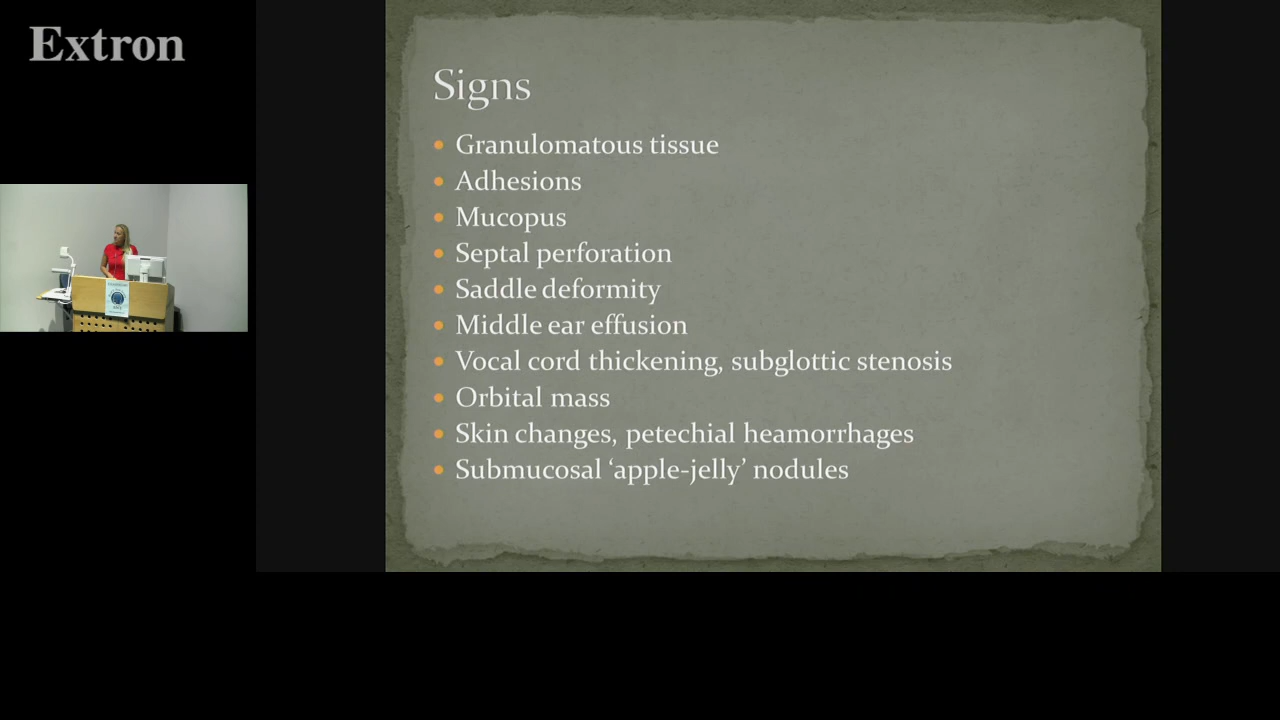 Extron
Signs
Granulomatous tissue
Adhesions
Mucopus
Septal perforation
Saddle deformity
Middle ear effusion
Vocal cord thickening, subglottic stenosis
Orbital mass
Skin changes, petechial heamorrhages
Submucosal ‘apple-jelly’ nodules